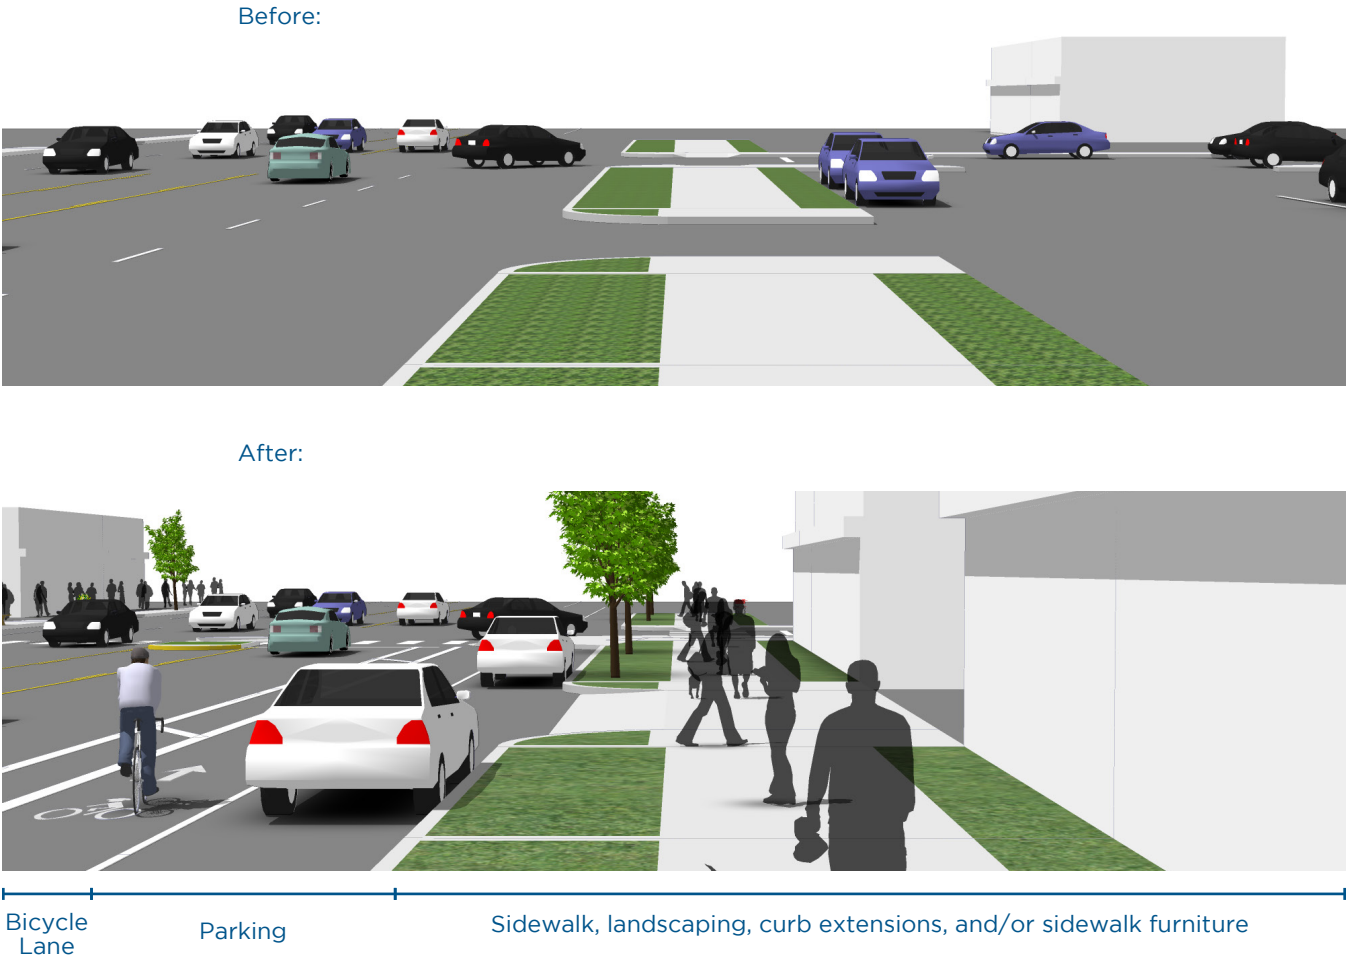 Before:
After:
Bicycle
Lane
Parking
Sidewalk, landscaping, curb extensions, and/or sidewalk furniture